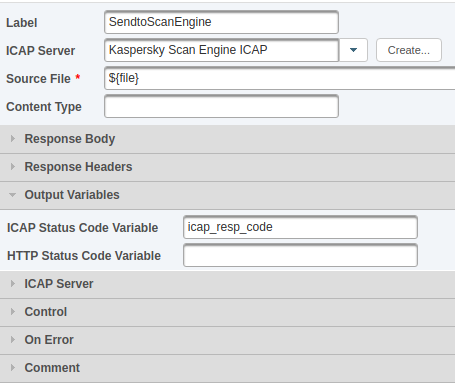 Label SendtoScanEngine
ICAP Server Kaspersky Scan Engine ICAP Create...
Source File * ${file}
Content Type
Response Body
Response Headers
Output Variables
ICAP Status Code Variable icap_resp_code
HTTP Status Code Variable
ICAP Server
Control
On Error
Comment